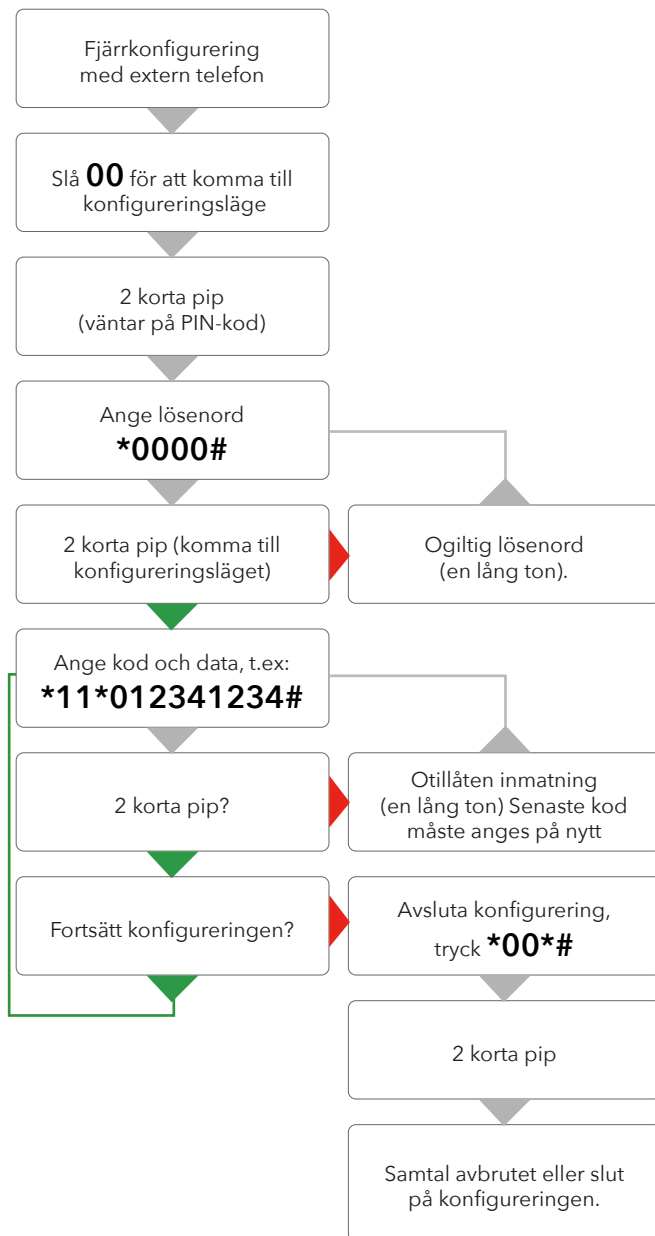 Fjärrkonfigurering
med extern telefon
Slå 00 för att komma till
konfigureringsläge
2 korta pip
(väntar på PIN-kod)
Ange lösenord
*0000#
2 korta pip (komma till
konfigureringsläget)
Ogiltig lösenord
(en lång ton).
Ange kod och data, t.ex:
*11*012341234#
2 korta pip?
Otillåten inmatning
(en lång ton) Senaste kod
måste anges på nytt
Fortsätt konfigureringen?
Avsluta konfigurering,
tryck *00*#
2 korta pip
Samtal avbrutet eller slut
på konfigureringen.